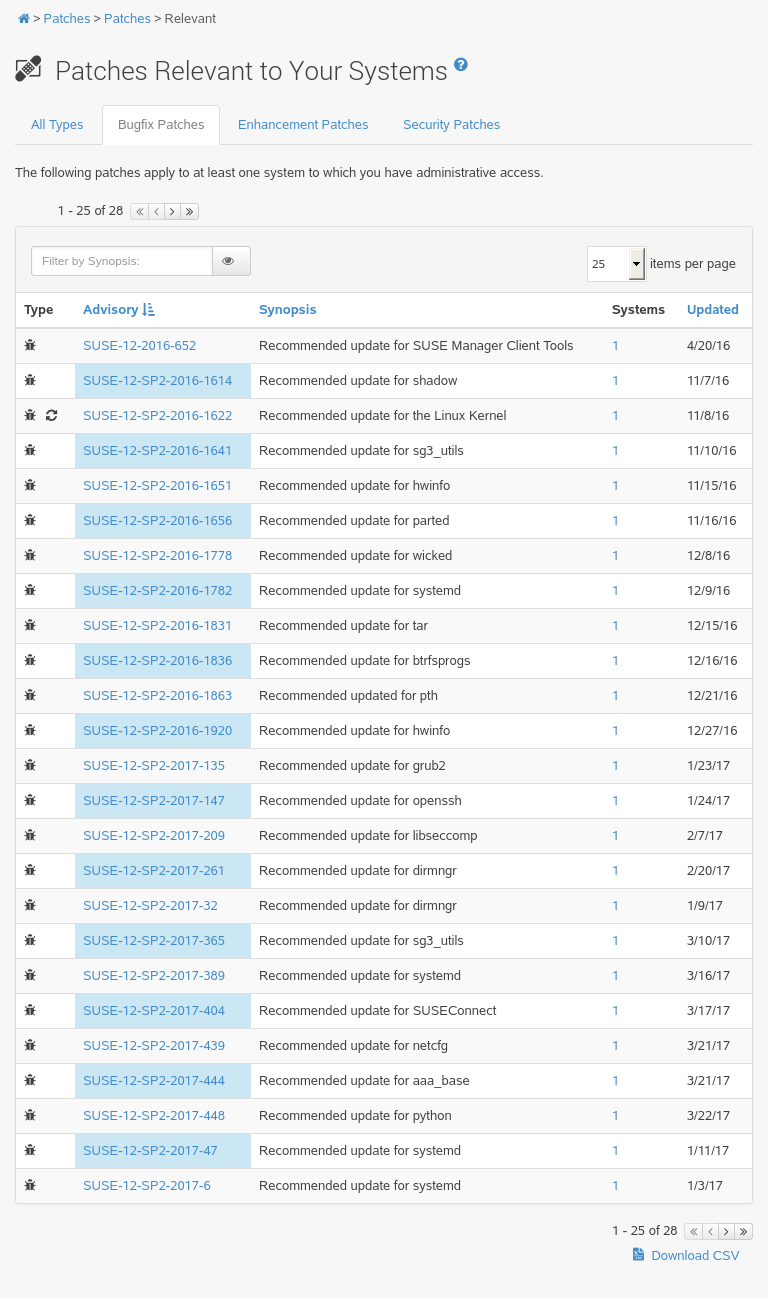 > Patches > Patches > Relevant
Patches Relevant to Your Systems ?
All Types Bugfix Patches Enhancement Patches Security Patches
The following patches apply to at least one system to which you have administrative access.
1 - 25 of 28
Filter by Synopsis: 25 items per page
Type Advisory Synopsis Systems Updated
SUSE-12-2016-652 Recommended update for SUSE Manager Client Tools 1 4/20/16
SUSE-12-SP2-2016-1614 Recommended update for shadow 1 11/7/16
SUSE-12-SP2-2016-1622 Recommended update for the Linux Kernel 1 11/8/16
SUSE-12-SP2-2016-1641 Recommended update for sg3_utils 1 11/10/16
SUSE-12-SP2-2016-1651 Recommended update for hwinfo 1 11/15/16
SUSE-12-SP2-2016-1656 Recommended update for parted 1 11/16/16
SUSE-12-SP2-2016-1778 Recommended update for wicked 1 12/8/16
SUSE-12-SP2-2016-1782 Recommended update for systemd 1 12/9/16
SUSE-12-SP2-2016-1831 Recommended update for tar 1 12/15/16
SUSE-12-SP2-2016-1836 Recommended update for btrfsprogs 1 12/16/16
SUSE-12-SP2-2016-1863 Recommended updated for pth 1 12/21/16
SUSE-12-SP2-2016-1920 Recommended update for hwinfo 1 12/27/16
SUSE-12-SP2-2017-135 Recommended update for grub2 1 1/23/17
SUSE-12-SP2-2017-147 Recommended update for openssh 1 1/24/17
SUSE-12-SP2-2017-209 Recommended update for libseccomp 1 2/7/17
SUSE-12-SP2-2017-261 Recommended update for dirmngr 1 2/20/17
SUSE-12-SP2-2017-32 Recommended update for dirmngr 1 1/9/17
SUSE-12-SP2-2017-365 Recommended update for sg3_utils 1 3/10/17
SUSE-12-SP2-2017-389 Recommended update for systemd 1 3/16/17
SUSE-12-SP2-2017-404 Recommended update for SUSEConnect 1 3/17/17
SUSE-12-SP2-2017-439 Recommended update for netcfg 1 3/21/17
SUSE-12-SP2-2017-444 Recommended update for aaa_base 1 3/21/17
SUSE-12-SP2-2017-448 Recommended update for python 1 3/22/17
SUSE-12-SP2-2017-47 Recommended update for systemd 1 1/11/17
SUSE-12-SP2-2017-6 Recommended update for systemd 1 1/3/17
1 - 25 of 28
Download CSV